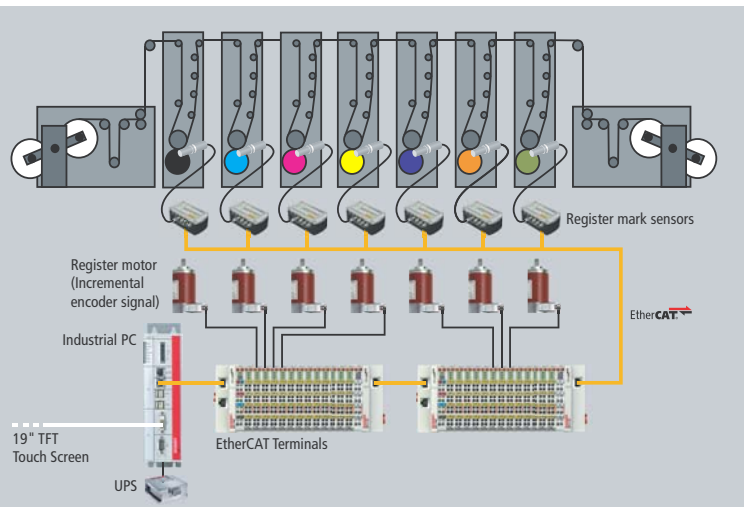 Register mark sensors
Register motor
(Incremental
encoder signal)
EtherCAT
Industrial PC
19" TFT
Touch Screen
EtherCAT Terminals
UPS